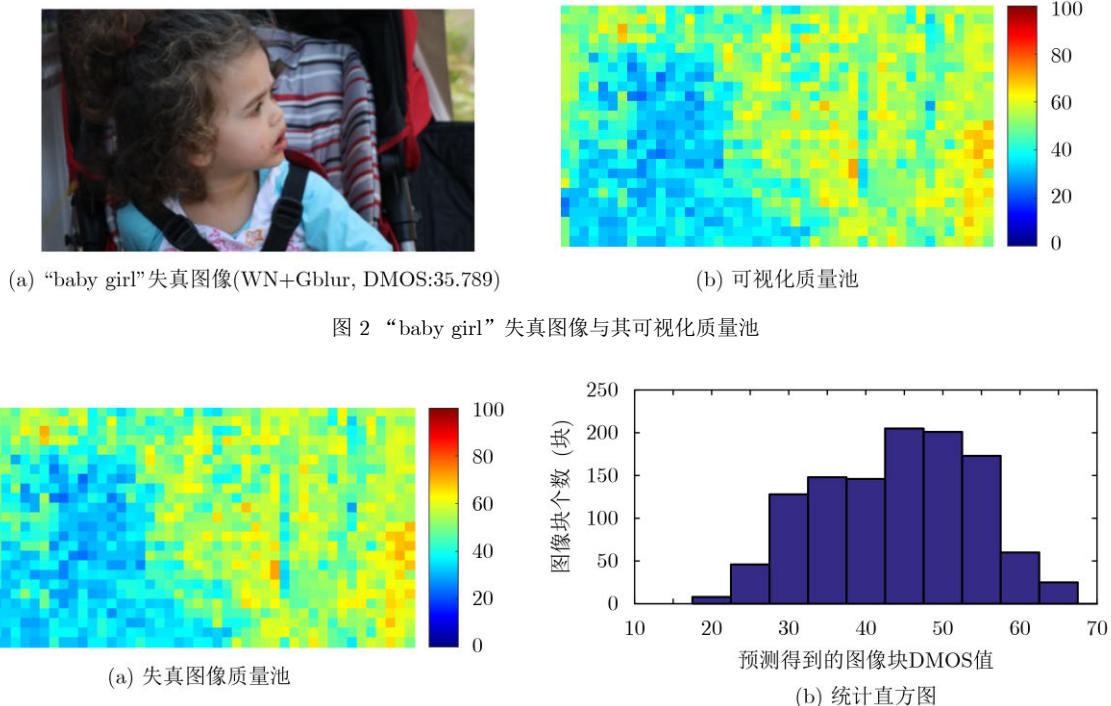 100
80
60
40
20
0
(a) “baby girl”失真图像(WN+Gblur, DMOS:35.789)
(b) 可视化质量池
图 2 “baby girl” 失真图像与其可视化质量池
100
80
60
40
20
0
(a) 失真图像质量池
250
200
150
100
50
0
图像块个数 (块)
10 20 30 40 50 60 70
预测得到的图像块DMOS值
(b) 统计直方图